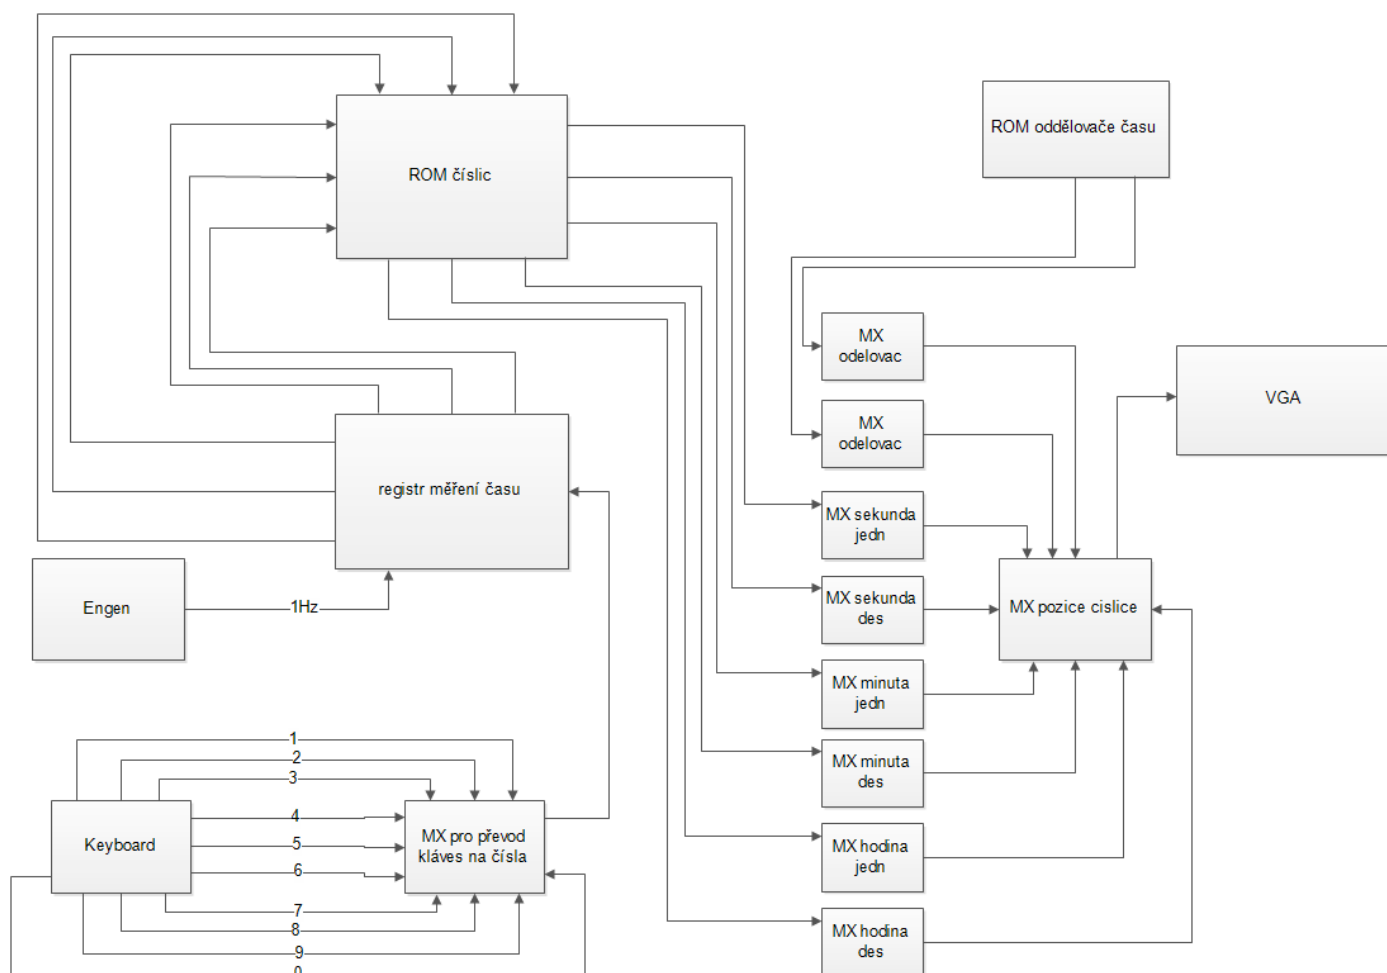 ROM číslic
ROM oddělovače času
MX
odelovac
VGA
MX
odelovac
registr měření času
MX sekunda
jedn
Engen
1Hz
MX sekunda
des
MX pozice cislice
MX minuta
jedn
1
2
3
MX minuta
des
4
5
6
Keyboard
MX pro převod
kláves na čísla
MX hodina
jedn
7
8
9
0
MX hodina
des